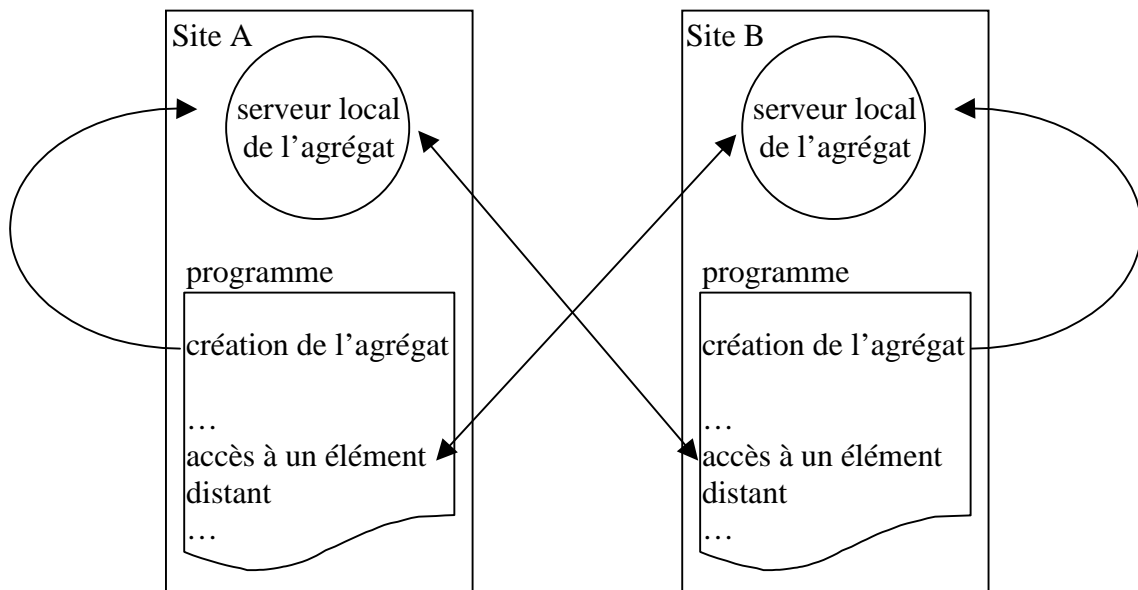 Site A
serveur local
de l’agrégat
programme
création de l’agrégat
…
accès à un élément
distant
…
Site B
serveur local
de l’agrégat
programme
création de l’agrégat
…
accès à un élément
distant
…